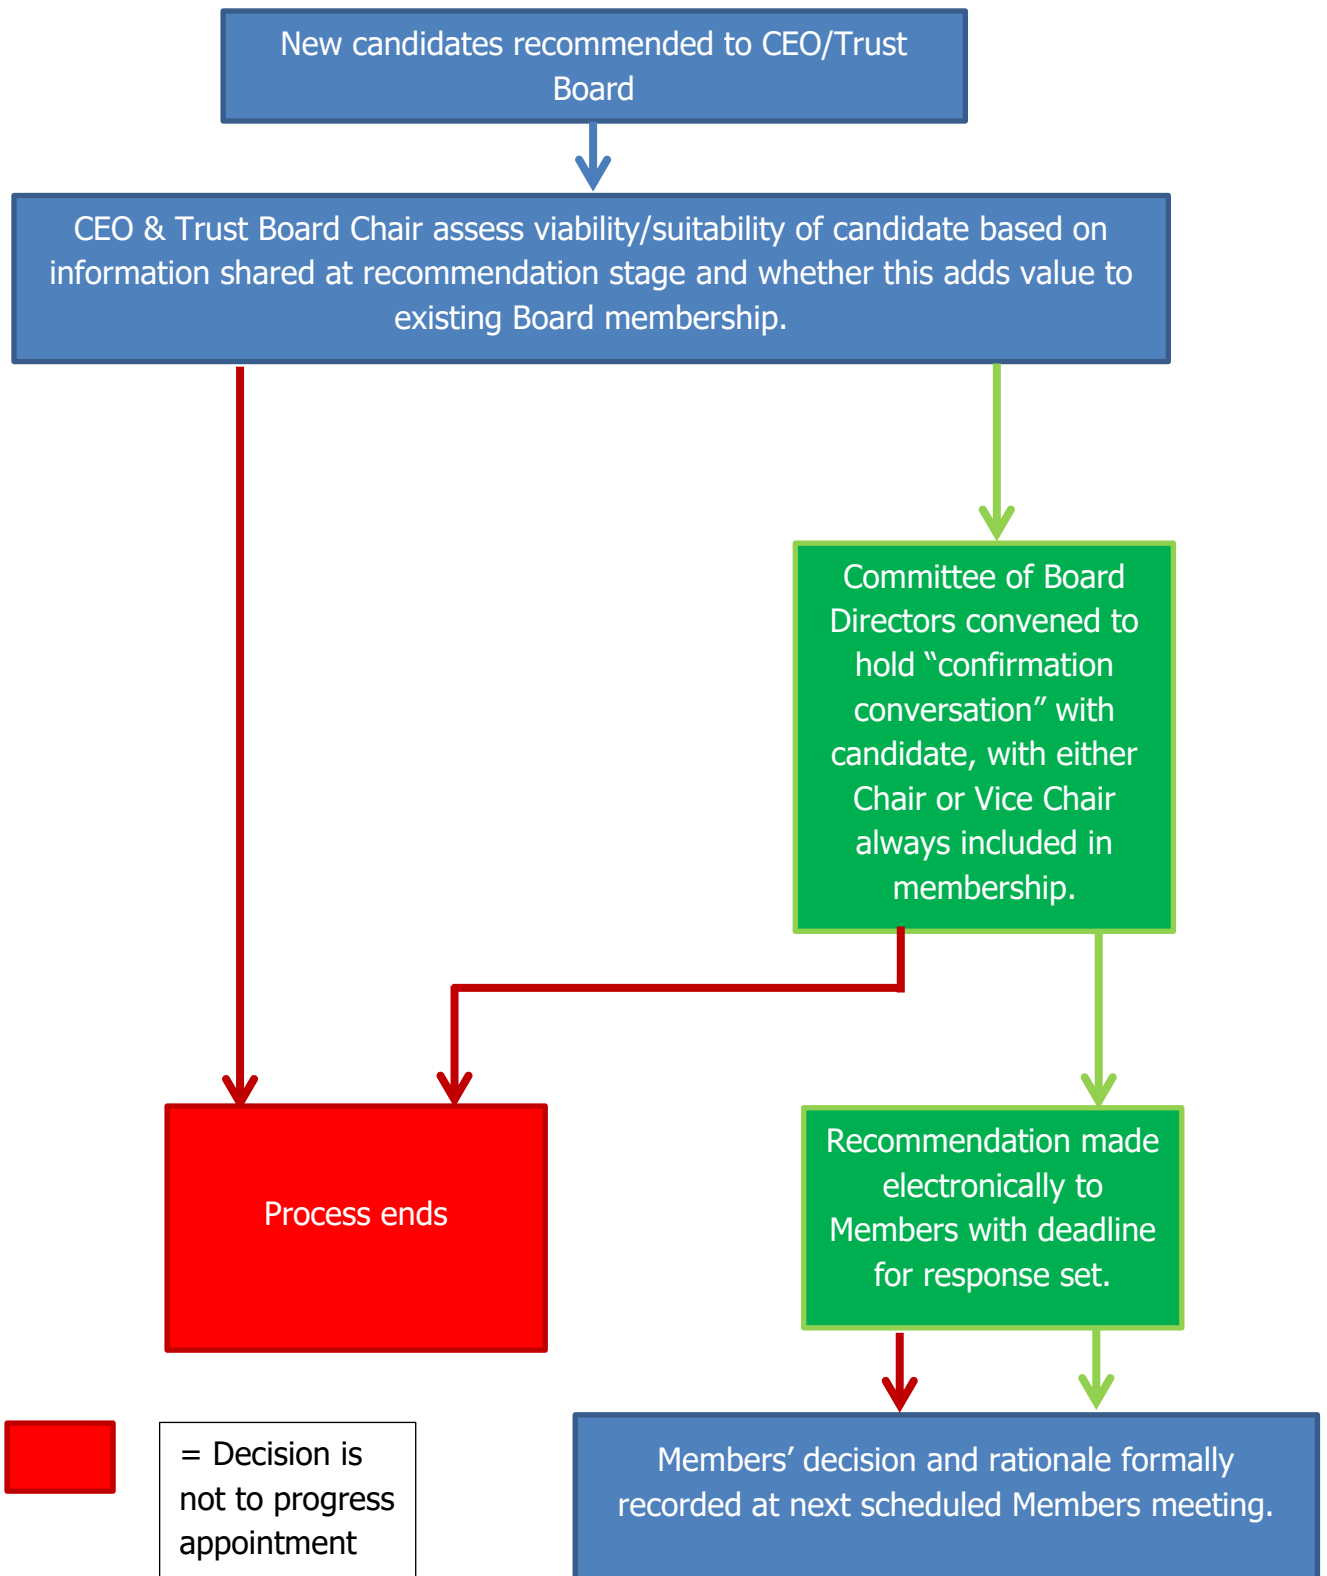 New candidates recommended to CEO/Trust
Board
CEO & Trust Board Chair assess viability/suitability of candidate based on
information shared at recommendation stage and whether this adds value to
existing Board membership.
Committee of Board
Directors convened to
hold “confirmation
conversation” with
candidate, with either
Chair or Vice Chair
always included in
membership.
Process ends
Recommendation made
electronically to
Members with deadline
for response set.
= Decision is
not to progress
appointment
Members’ decision and rationale formally
recorded at next scheduled Members meeting.